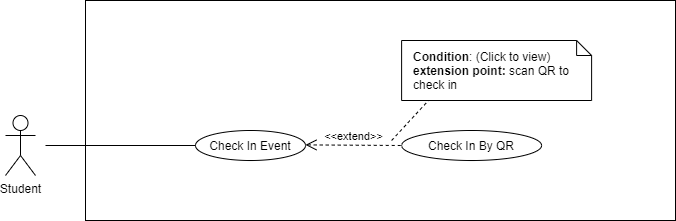 Condition: (Click to view)
extension point: scan QR to
check in
<<extend>>
Check In Event
Check In By QR
Student